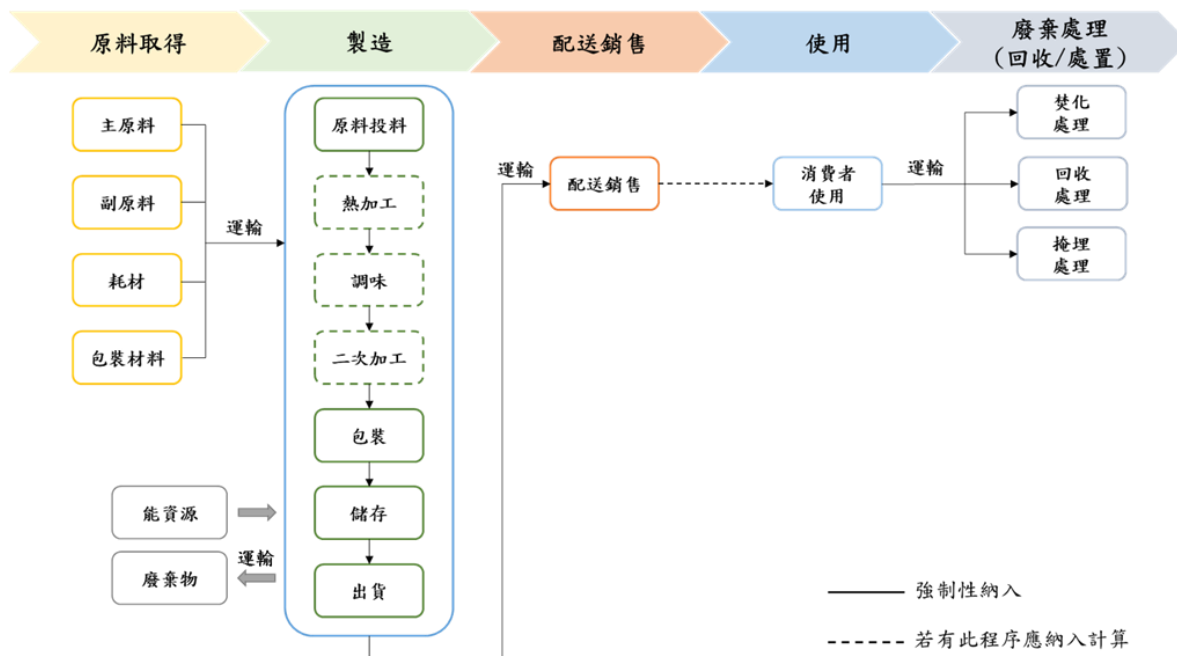 原料取得
製造
配送銷售
使用
廢棄處理
(回收/處置)
主原料
副原料
耗材
包裝材料
運輸
原料投料
熱加工
調味
二次加工
包裝
儲存
出貨
能資源
運輸
廢棄物
運輸
配送銷售
消費者
使用
運輸
焚化
處理
回收
處理
掩埋
處理
強制性納入
若有此程序應納入計算